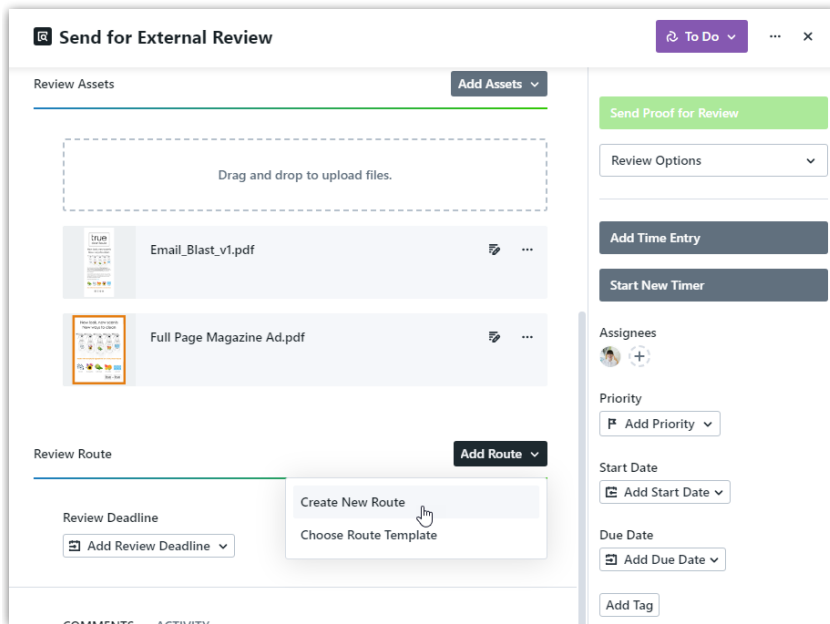 Send for External Review
To Do
Review Assets
Add Assets
Drag and drop to upload files.
Email_Blast_v1.pdf
Full Page Magazine Ad.pdf
Review Route
Add Route
Create New Route
Choose Route Template
Review Deadline
Add Review Deadline
COMMENTS ACTIVITY
Send Proof for Review
Review Options
Add Time Entry
Start New Timer
Assignees
Priority
Add Priority
Start Date
Add Start Date
Due Date
Add Due Date
Add Tag
true